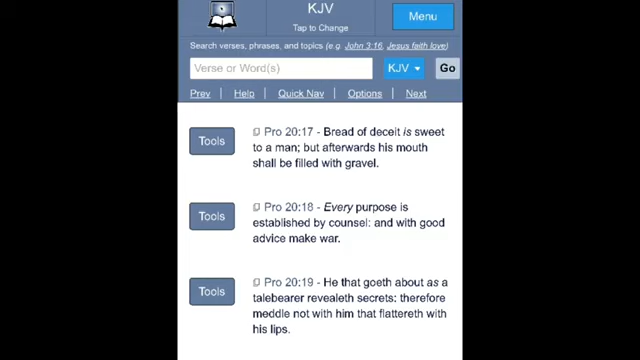 KJV
Tap to Change
Menu
Search verses, phrases, and topics (e.g. John 3:16, Jesus faith love)
Verse or Word(s)
KJV
Go
Prev | Help | Quick Nav | Options | Next
Tools
Pro 20:17 - Bread of deceit is sweet
to a man; but afterwards his mouth
shall be filled with gravel.
Tools
Pro 20:18 - Every purpose is
established by counsel: and with good
advice make war.
Tools
Pro 20:19 - He that goeth about as a
talebearer revealeth secrets: therefore
meddle not with him that flattereth with
his lips.